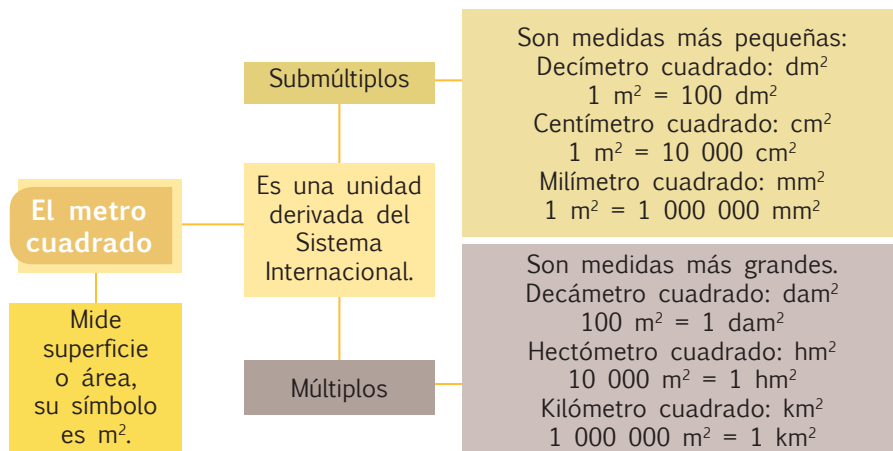 El metro
cuadrado
Mide
superficie
o área,
su símbolo
es m².
Submúltiplos
Es una unidad
derivada del
Sistema
Internacional.
Múltiplos
Son medidas más pequeñas:
Decímetro cuadrado: dm²
1 m² = 100 dm²
Centímetro cuadrado: cm²
1 m² = 10 000 cm²
Milímetro cuadrado: mm²
1 m² = 1 000 000 mm²
Son medidas más grandes.
Decámetro cuadrado: dam²
100 m² = 1 dam²
Hectómetro cuadrado: hm²
10 000 m² = 1 hm²
Kilómetro cuadrado: km²
1 000 000 m² = 1 km²